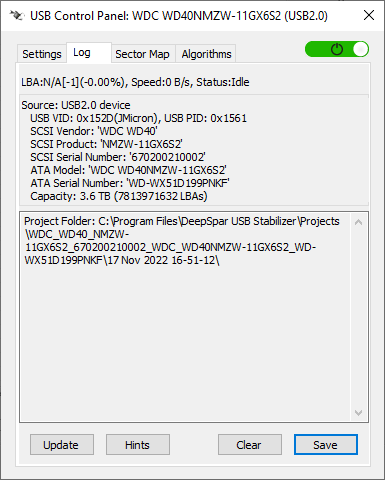 USB Control Panel: WDC WD40NMZW-11GX6S2 (USB2.0)
Settings Log Sector Map Algorithms
LBA:N/A[-1](-0.00%), Speed:0 B/s, Status:Idle
Source: USB2.0 device
USB VID: 0x152D(JMicron), USB PID: 0x1561
SCSI Vendor: 'WDC WD40'
SCSI Product: 'NMZW-11GX6S2'
SCSI Serial Number: '670200210002'
ATA Model: 'WDC WD40NMZW-11GX6S2'
ATA Serial Number: 'WD-WX51D199PNKF'
Capacity: 3.6 TB (7813971632 LBAs)
Project Folder: C:\Program Files\DeepSpar USB Stabilizer\Projects
\WDC_WD40_NMZW-
11GX6S2_670200210002_WDC_WD40NMZW-11GX6S2_WD-
WX51D199PNKF\17 Nov 2022 16-51-12\
Update Hints Clear Save